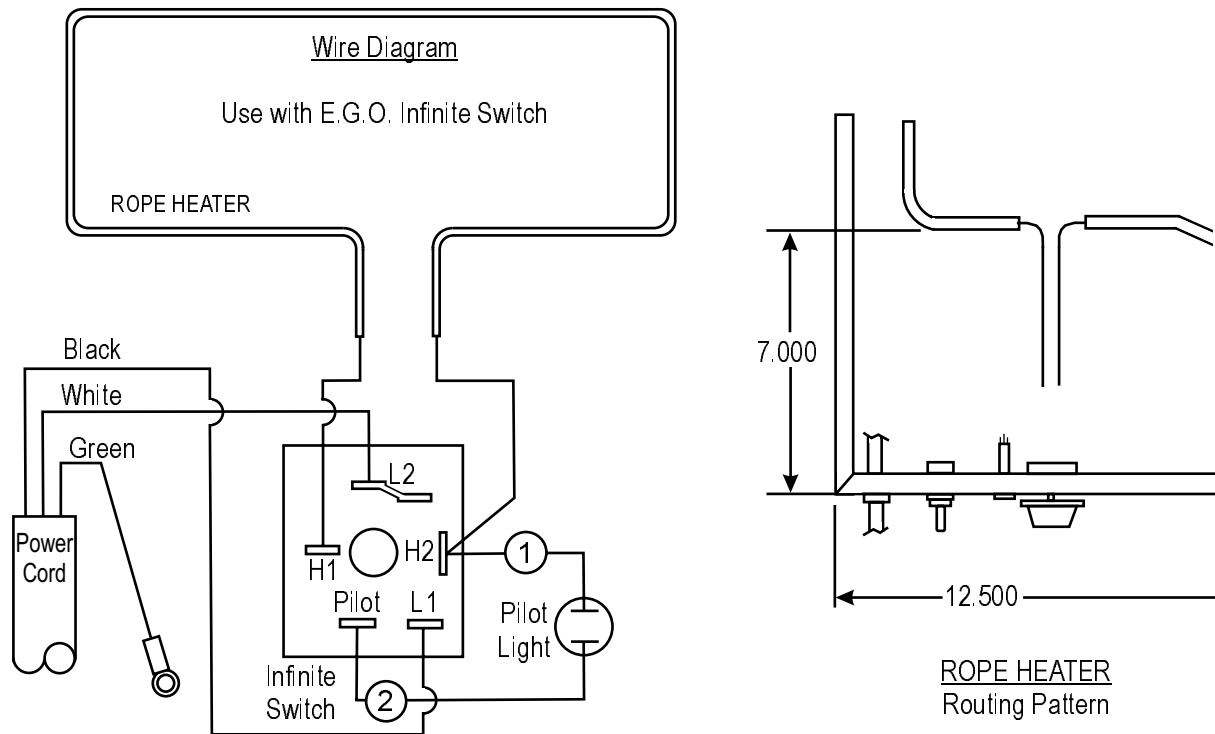 Wire Diagram
Use with E.G.O. Infinite Switch
ROPE HEATER
Black
White
Green
Power
Cord
L2
H1
H2
Pilot
L1
1
2
Pilot
Light
Infinite
Switch
7.000
12.500
ROPE HEATER
Routing Pattern